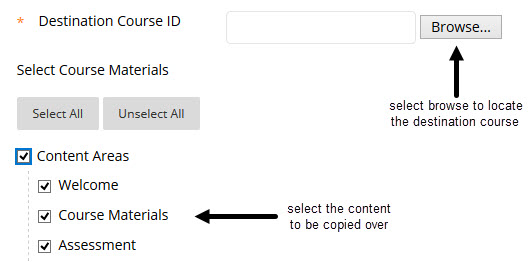 * Destination Course ID Browse...
select browse to locate
the destination course
Select Course Materials
Select All Unselect All
Content Areas
Welcome
Course Materials
select the content
to be copied over
Assessment